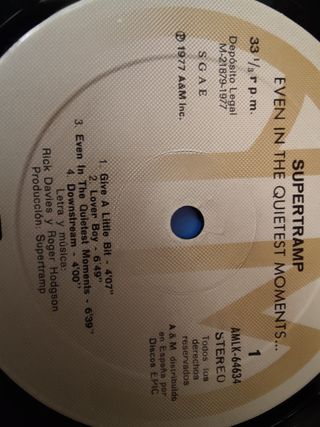 SUPERTRAMP
EVEN IN THE QUIETEST MOMENTS...
33 1/3 r.p.m.
Depósito Legal
M-21879-1977
S G A E
Ⓟ 1977 A&M Inc.
1
AMLK-64634
STEREO
Todos los
derechos
reservados
A & M distribuido
en España por
Discos EPIC
1. Give A Little Bit - 4'07"
2. Lover Boy - 6'49"
3. Even In The Quietest Moments - 6'39"
4. Downstream - 4'00"
Letra y música:
Rick Davies y Roger Hodgson
Producción: Supertramp